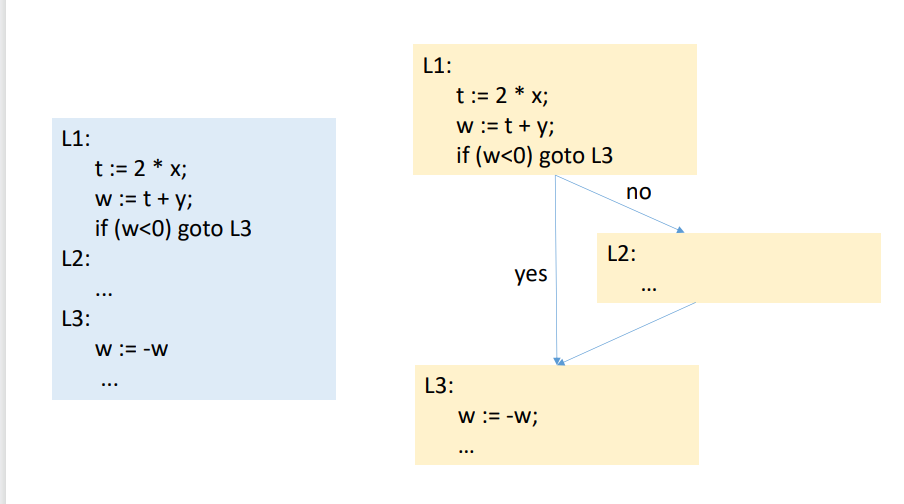 L1:
t := 2 * x;
w := t + y;
if (w<0) goto L3
L2:
...
L3:
w := -w
...
L1:
t := 2 * x;
w := t + y;
if (w<0) goto L3
no
yes
L2:
...
L3:
w := -w;
...